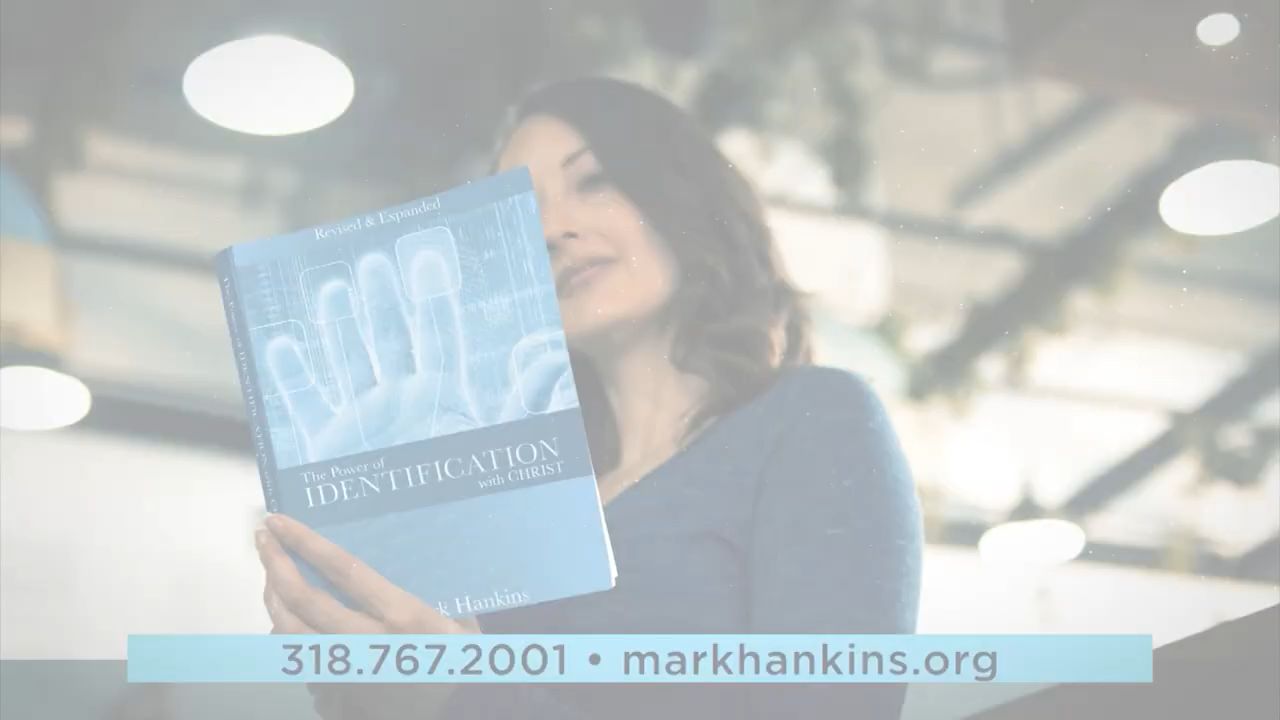 Revised & Expanded
The Power of
IDENTIFICATION
with CHRIST
Hankins
318.767.2001 • markhankins.org